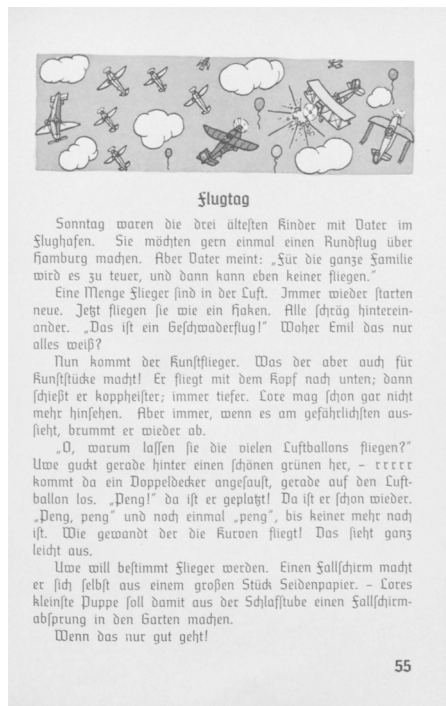 Flugtag
Sonntag waren die drei ältesten Kinder mit Vater im
Flughafen. Sie möchten gern einmal einen Rundflug über
Hamburg machen. Aber Vater meint: „Für die ganze Familie
wird es zu teuer, und dann kann eben keiner fliegen.“
Eine Menge Flieger sind in der Luft. Immer wieder starten
neue. Jetzt fliegen sie wie ein Haken. Alle schräg hinterein-
ander. „Das ist ein Geschwaderflug!“ Woher Emil das nur
alles weiß?
Nun kommt der Kunstflieger. Was der aber auch für
Kunststücke macht! Er fliegt mit dem Kopf nach unten; dann
schießt er koppheister; immer tiefer. Lore mag schon gar nicht
mehr hinsehen. Aber immer, wenn es am gefährlichsten aus-
sieht, brummt er wieder ab.
„O, warum lassen sie die vielen Luftballons fliegen?“
Uwe guckt gerade hinter einen schönen grünen her, – r r r r r
kommt da ein Doppeldecker angesaust, gerade auf den Luft-
ballon los. „Peng!“ da ist er geplatzt! Da ist er schon wieder.
„Peng, peng“ und noch einmal „peng“, bis keiner mehr nach
ist. Wie gewandt der die Kurven fliegt! Das sieht ganz
leicht aus.
Uwe will bestimmt Flieger werden. Einen Fallschirm macht
er sich selbst aus einem großen Stück Seidenpapier. – Lores
kleinste Puppe soll damit aus der Schlafstube einen Fallschirm-
absprung in den Garten machen.
Wenn das nur gut geht!
55